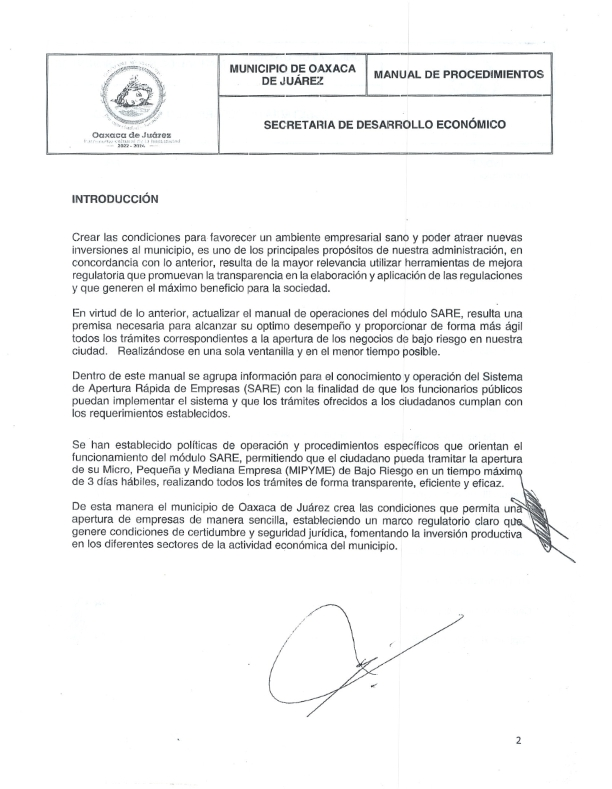 MUNICIPIO DE OAXACA
DE JUÁREZ
MANUAL DE PROCEDIMIENTOS
SECRETARIA DE DESARROLLO ECONÓMICO
Oaxaca de Juárez
2022 - 2024
INTRODUCCIÓN
Crear las condiciones para favorecer un ambiente empresarial sano y poder atraer nuevas
inversiones al municipio, es uno de los principales propósitos de nuestra administración, en
concordancia con lo anterior, resulta de la mayor relevancia utilizar herramientas de mejora
regulatoria que promuevan la transparencia en la elaboración y aplicación de las regulaciones
y que generen el máximo beneficio para la sociedad.
En virtud de lo anterior, actualizar el manual de operaciones del módulo SARE, resulta una
premisa necesaria para alcanzar su optimo desempeño y proporcionar de forma más ágil
todos los trámites correspondientes a la apertura de los negocios de bajo riesgo en nuestra
ciudad. Realizándose en una sola ventanilla y en el menor tiempo posible.
Dentro de este manual se agrupa información para el conocimiento y operación del Sistema
de Apertura Rápida de Empresas (SARE) con la finalidad de que los funcionarios públicos
puedan implementar el sistema y que los trámites ofrecidos a los ciudadanos cumplan con
los requerimientos establecidos.
Se han establecido políticas de operación y procedimientos específicos que orientan el
funcionamiento del módulo SARE, permitiendo que el ciudadano pueda tramitar la apertura
de su Micro, Pequeña y Mediana Empresa (MIPYME) de Bajo Riesgo en un tiempo máximo
de 3 días hábiles, realizando todos los trámites de forma transparente, eficiente y eficaz.
De esta manera el municipio de Oaxaca de Juárez crea las condiciones que permita una
apertura de empresas de manera sencilla, estableciendo un marco regulatorio claro que
genere condiciones de certidumbre y seguridad jurídica, fomentando la inversión productiva
en los diferentes sectores de la actividad económica del municipio.
2